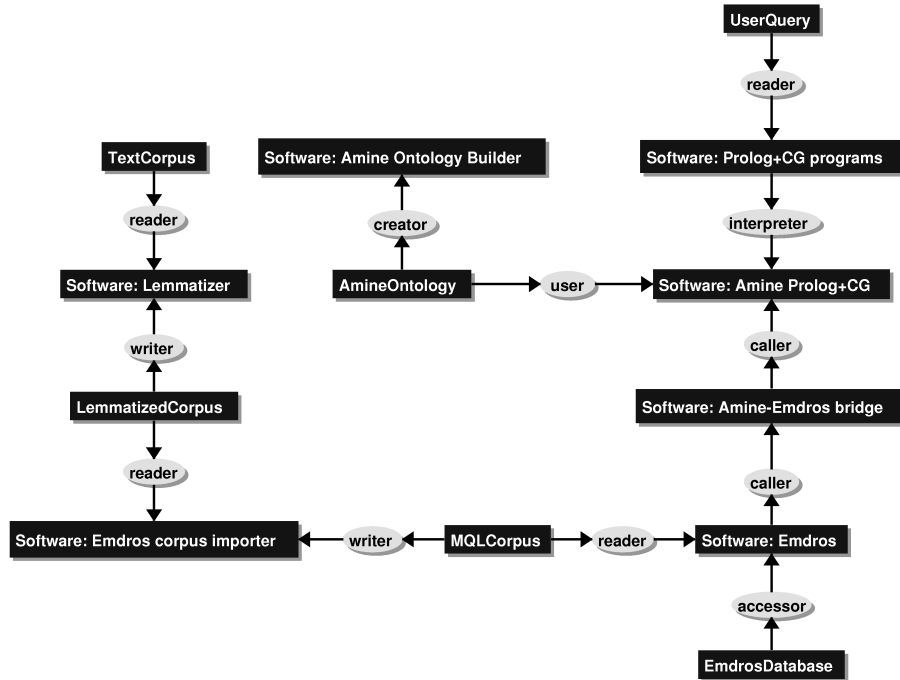 UserQuery
reader
TextCorpus
Software: Amine Ontology Builder
Software: Prolog+CG programs
reader
creator
interpreter
Software: Lemmatizer
AmineOntology
user
Software: Amine Prolog+CG
writer
caller
LemmatizedCorpus
Software: Amine-Emdros bridge
reader
caller
Software: Emdros corpus importer
writer
MQLCorpus
reader
Software: Emdros
accessor
EmdrosDatabase